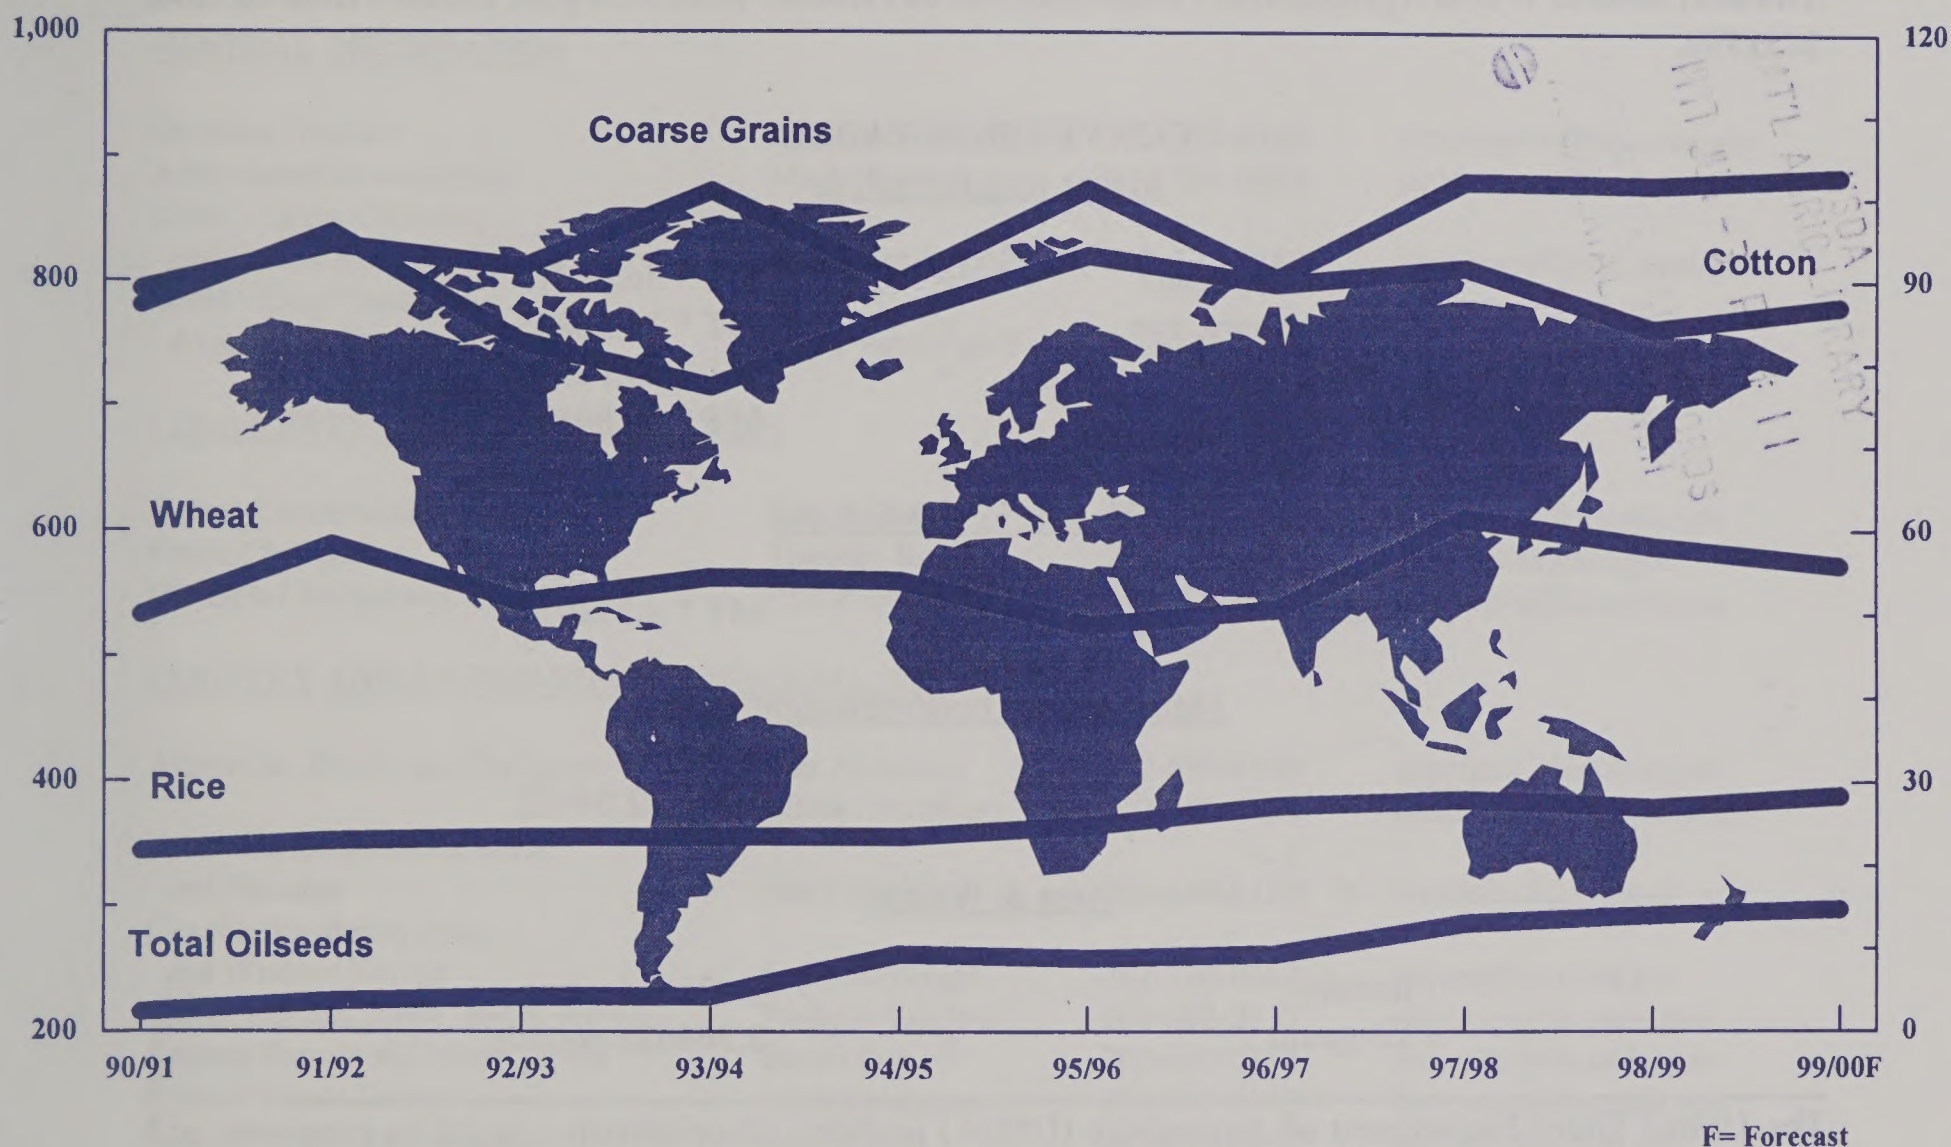 1,000
120
Coarse Grains
800
Cotton
90
Wheat
600
60
Rice
400
30
Total Oilseeds
200
0
90/91 91/92 92/93 93/94 94/95 95/96 96/97 97/98 98/99 99/00F
F= Forecast